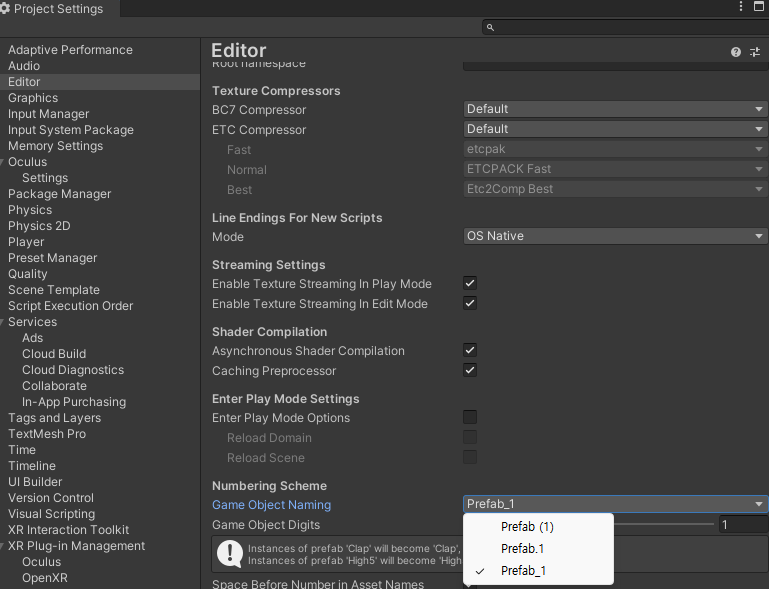 Project Settings
Adaptive Performance
Audio
Editor
Graphics
Input Manager
Input System Package
Memory Settings
Oculus
Settings
Package Manager
Physics
Physics 2D
Player
Preset Manager
Quality
Scene Template
Script Execution Order
Services
Ads
Cloud Build
Cloud Diagnostics
Collaborate
In-App Purchasing
Tags and Layers
TextMesh Pro
Time
Timeline
UI Builder
Version Control
Visual Scripting
XR Interaction Toolkit
XR Plug-in Management
Oculus
OpenXR
Editor
Root namespace
Texture Compressors
BC7 Compressor Default
ETC Compressor Default
Fast etcpak
Normal ETCPACK Fast
Best Etc2Comp Best
Line Endings For New Scripts
Mode OS Native
Streaming Settings
Enable Texture Streaming In Play Mode
Enable Texture Streaming In Edit Mode
Shader Compilation
Asynchronous Shader Compilation
Caching Preprocessor
Enter Play Mode Settings
Enter Play Mode Options
Reload Domain
Reload Scene
Numbering Scheme
Game Object Naming Prefab_1
Game Object Digits 1
Instances of prefab 'Clap' will become 'Clap',
Instances of prefab 'High5' will become 'High
Space Before Number in Asset Names
Prefab (1)
Prefab.1
Prefab_1